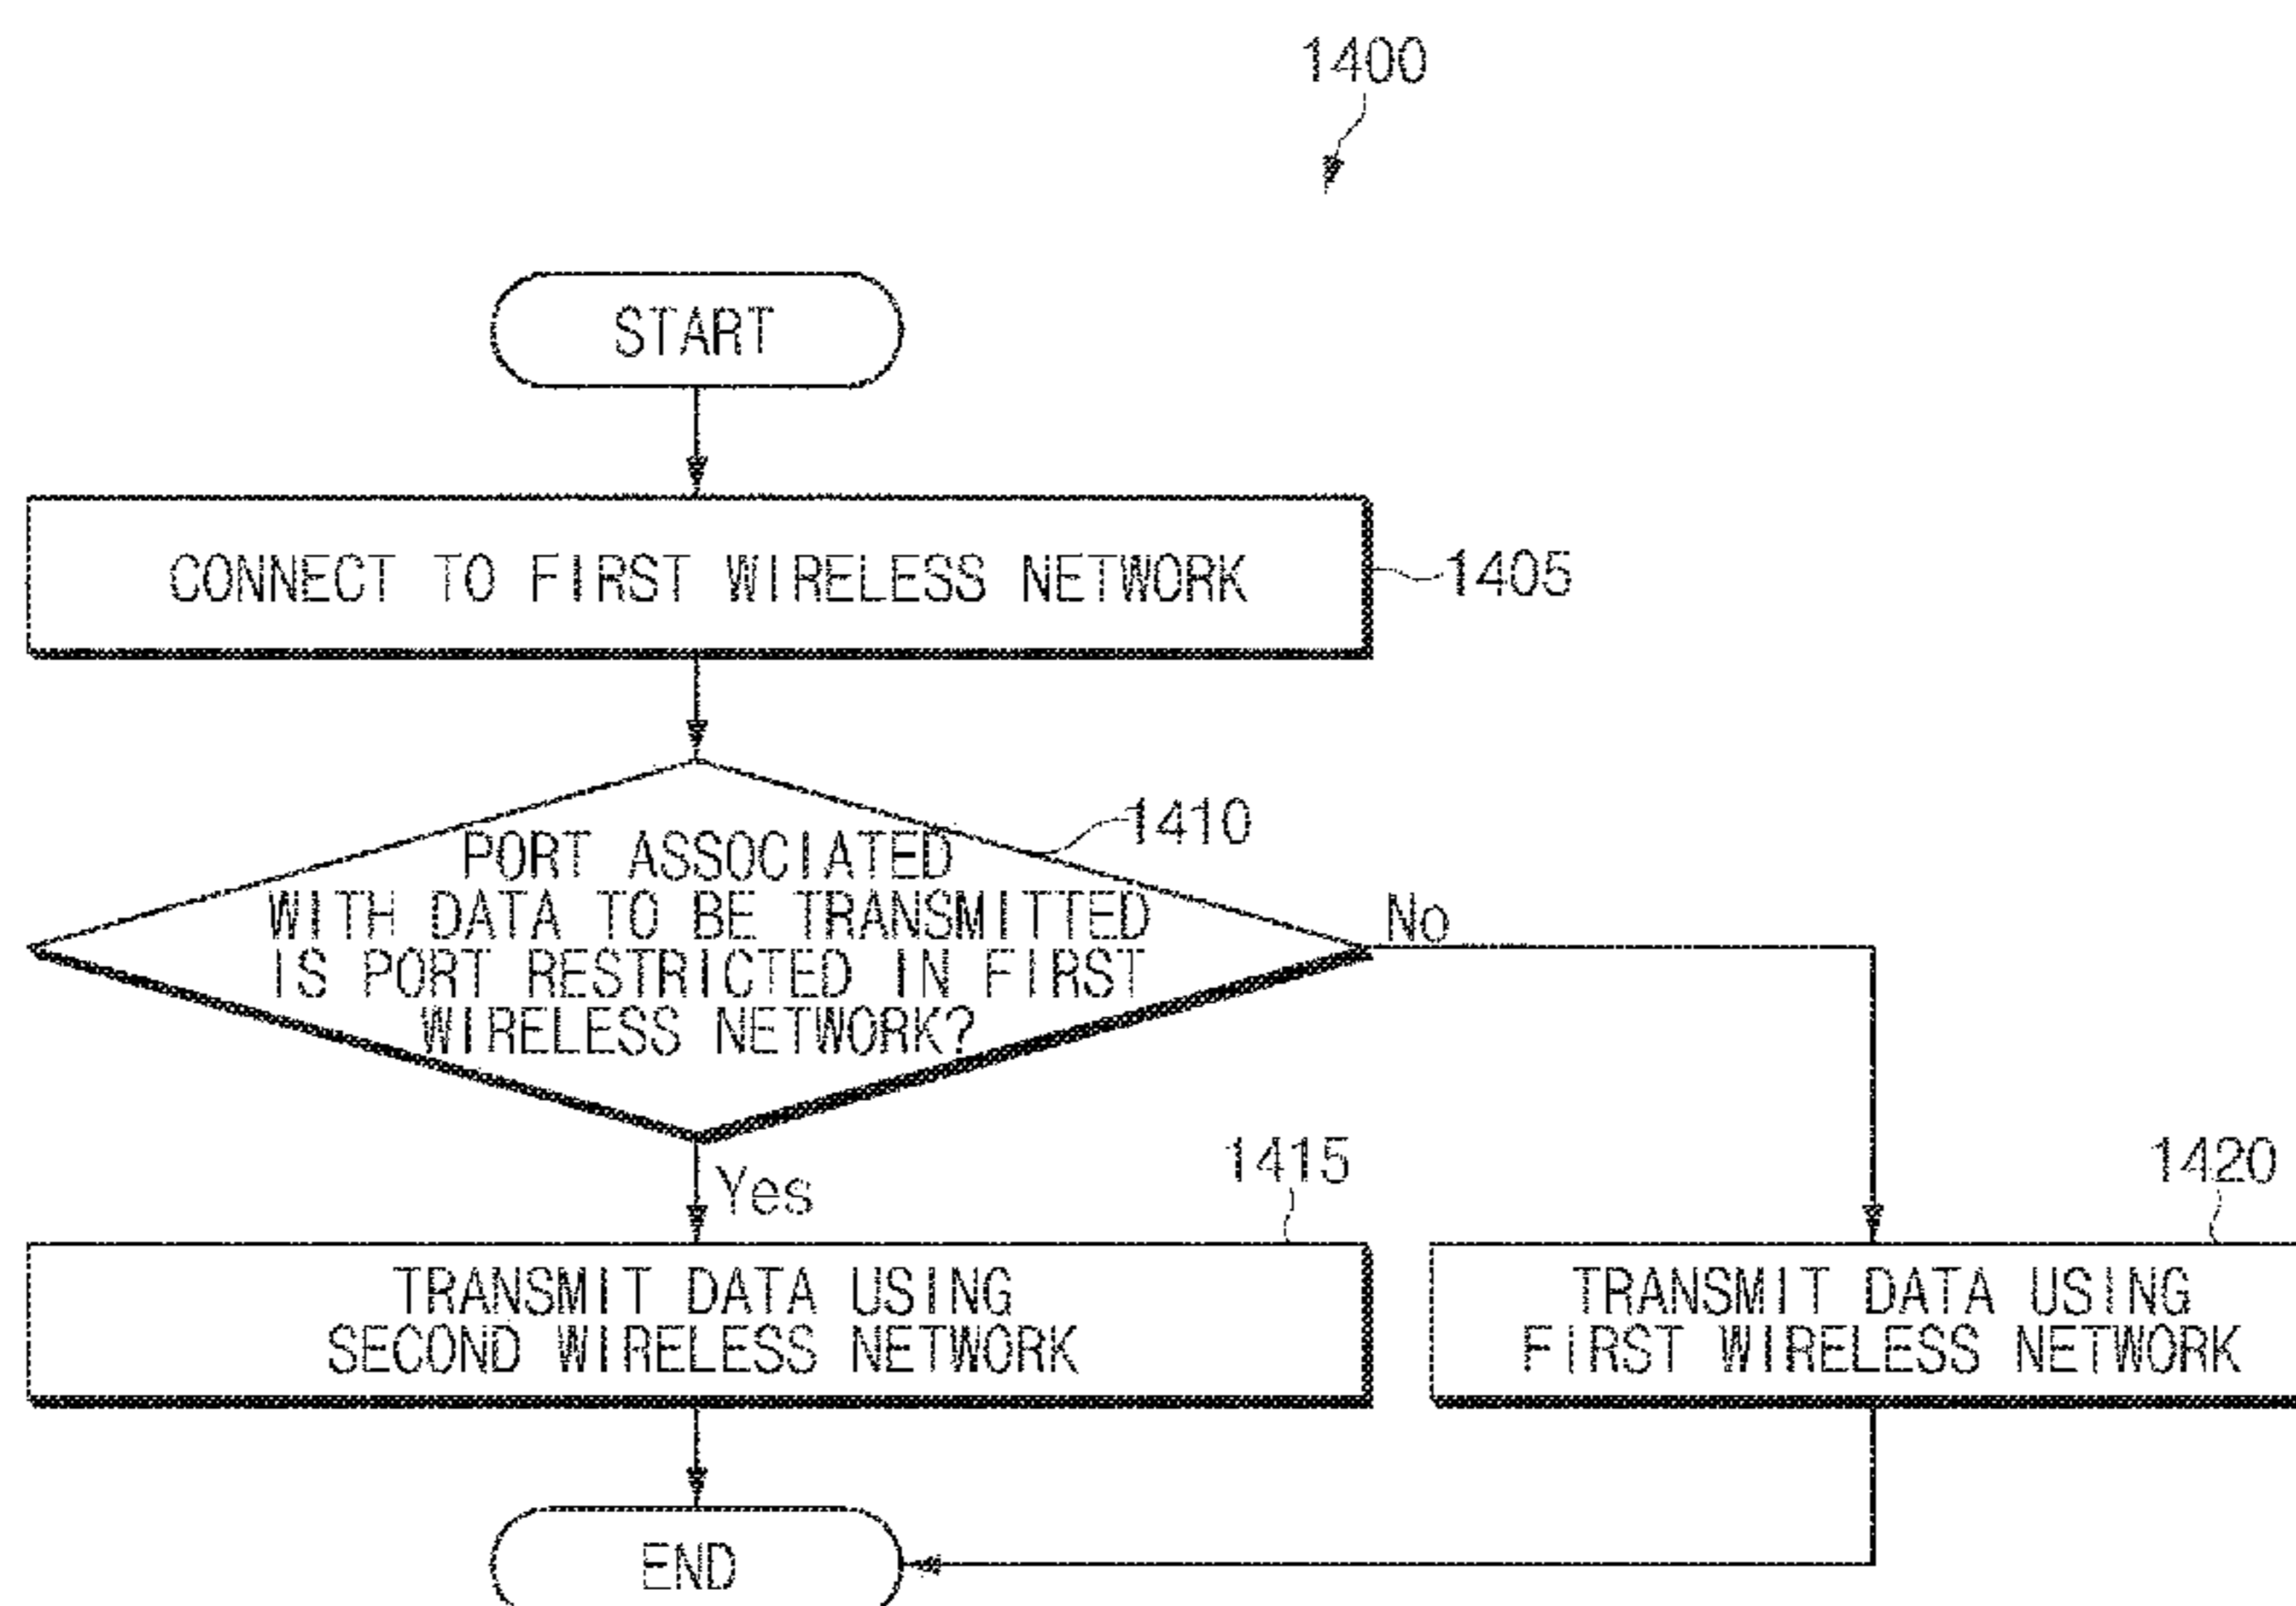 1400
START
CONNECT TO FIRST WIRELESS NETWORK
1405
PORT ASSOCIATED
WITH DATA TO BE TRANSMITTED
IS PORT RESTRICTED IN FIRST
WIRELESS NETWORK?
1410
No
Yes
1415
TRANSMIT DATA USING
SECOND WIRELESS NETWORK
1420
TRANSMIT DATA USING
FIRST WIRELESS NETWORK
END